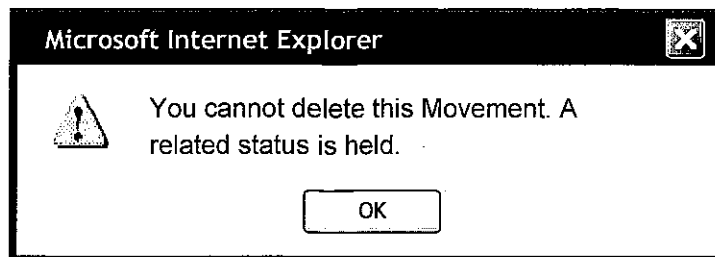 Microsoft Internet Explorer
You cannot delete this Movement. A
related status is held.
OK